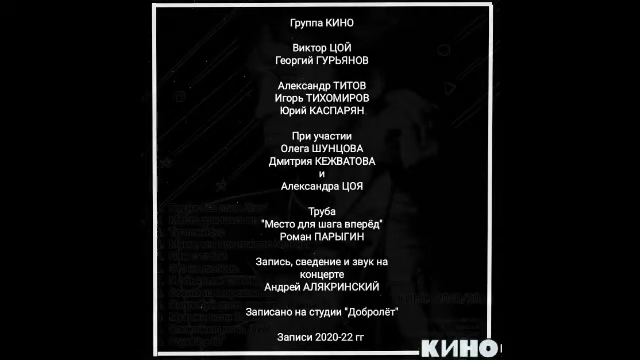 Группа КИНО
Виктор ЦОЙ
Георгий ГУРЬЯНОВ
Александр ТИТОВ
Игорь ТИХОМИРОВ
Юрий КАСПАРЯН
При участии
Олега ШУНЦОВА
Дмитрия КЕЖВАТОВА
и
Александра ЦОЯ
Труба
"Место для шага вперёд"
Роман ПАРЫГИН
Запись, сведение и звук на
концерте
Андрей АЛЯКРИНСКИЙ
Записано на студии "Добролёт"
Записи 2020-22 гг
КИНО